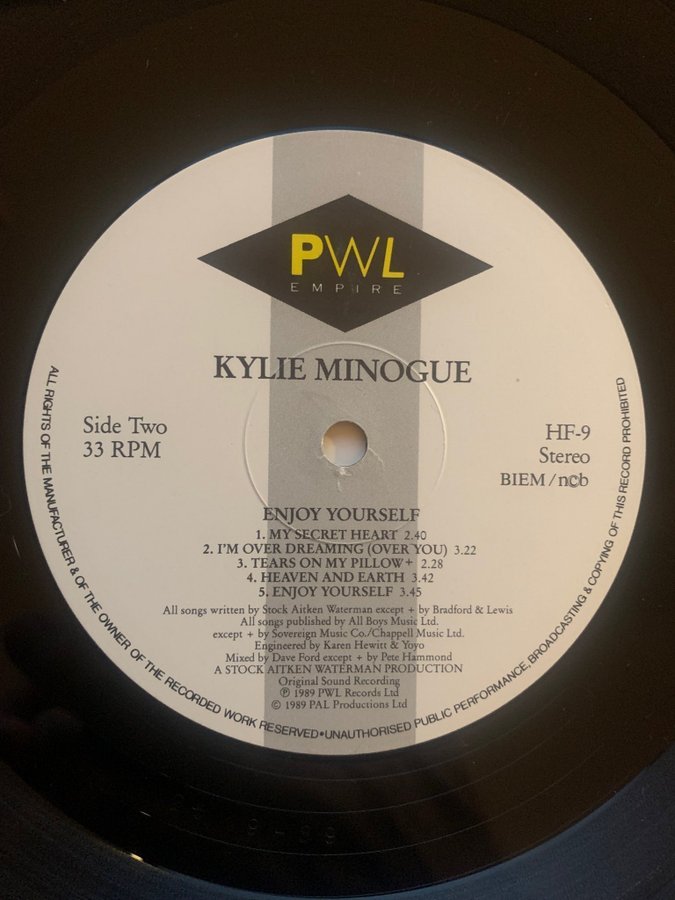 PWL
EMPIRE
KYLIE MINOGUE
Side Two
33 RPM
HF-9
Stereo
BIEM/n©b
ENJOY YOURSELF
1. MY SECRET HEART 2.40
2. I'M OVER DREAMING (OVER YOU) 3.22
3. TEARS ON MY PILLOW+ 2.28
4. HEAVEN AND EARTH 3.42
5. ENJOY YOURSELF 3.45
All songs written by Stock Aitken Waterman except + by Bradford & Lewis
All songs published by All Boys Music Ltd.
except + by Sovereign Music Co./Chappell Music Ltd.
Engineered by Karen Hewitt & Yoyo
Mixed by Dave Ford except + by Pete Hammond
A STOCK AITKEN WATERMAN PRODUCTION
Original Sound Recording
℗ 1989 PWL Records Ltd
© 1989 PAL Productions Ltd
ALL RIGHTS OF THE MANUFACTURER & OF THE OWNER OF THE RECORDED WORK RESERVED•UNAUTHORISED PUBLIC PERFORMANCE, BROADCASTING & COPYING OF THIS RECORD PROHIBITED